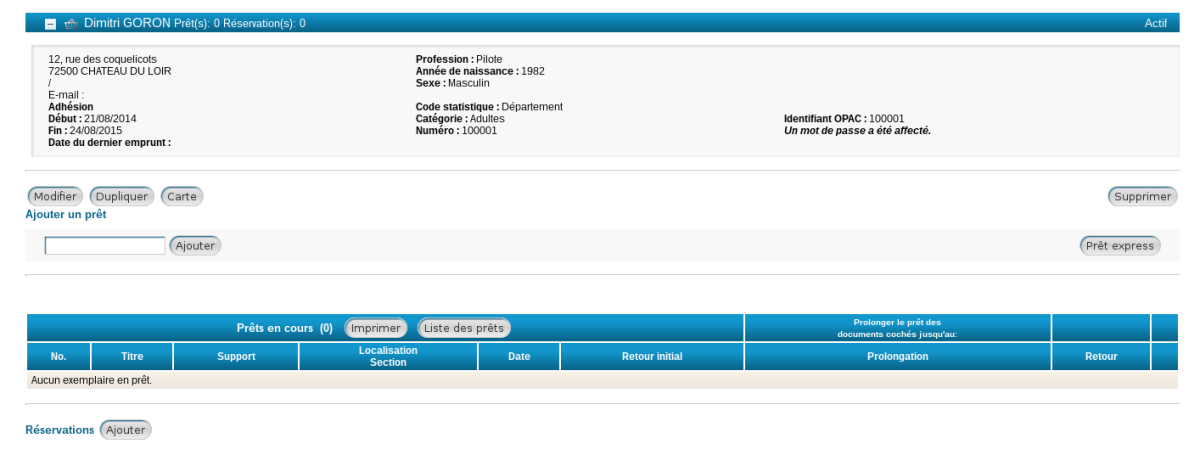 Dimitri GORON Prêt(s): 0 Réservation(s): 0 Actif
12, rue des coquelicots
72500 CHATEAU DU LOIR
/
E-mail :
Adhésion
Début : 21/08/2014
Fin : 24/08/2015
Date du dernier emprunt :
Profession : Pilote
Année de naissance : 1982
Sexe : Masculin
Code statistique : Département
Catégorie : Adultes
Numéro : 100001
Identifiant OPAC : 100001
Un mot de passe a été affecté.
Modifier Dupliquer Carte Supprimer
Ajouter un prêt
Ajouter Prêt express
Prêts en cours (0) Imprimer Liste des prêts
Prolonger le prêt des
documents cochés jusqu'au:
No. Titre Support Localisation
Section Date Retour initial Prolongation Retour
Aucun exemplaire en prêt.
Réservations Ajouter